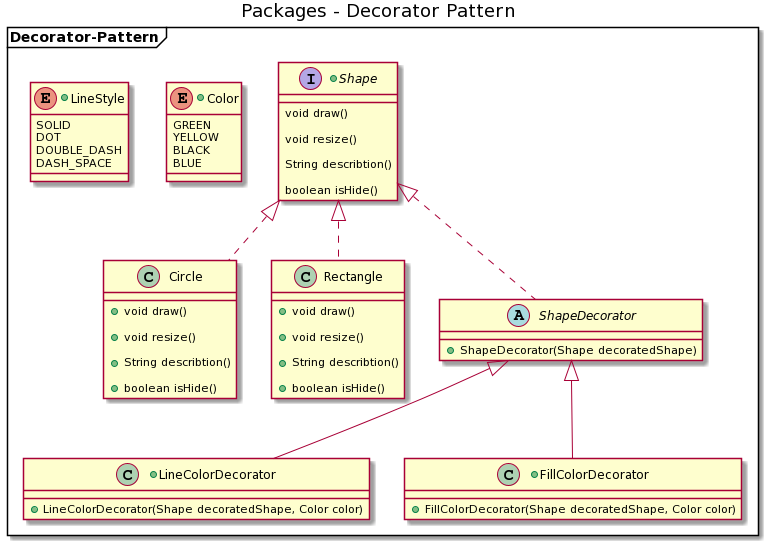 Packages - Decorator Pattern
Decorator-Pattern
E LineStyle
SOLID
DOT
DOUBLE_DASH
DASH_SPACE
E Color
GREEN
YELLOW
BLACK
BLUE
I Shape
void draw()
void resize()
String describtion()
boolean isHide()
C Circle
void draw()
void resize()
String describtion()
boolean isHide()
C Rectangle
void draw()
void resize()
String describtion()
boolean isHide()
A ShapeDecorator
ShapeDecorator(Shape decoratedShape)
C LineColorDecorator
LineColorDecorator(Shape decoratedShape, Color color)
C FillColorDecorator
FillColorDecorator(Shape decoratedShape, Color color)